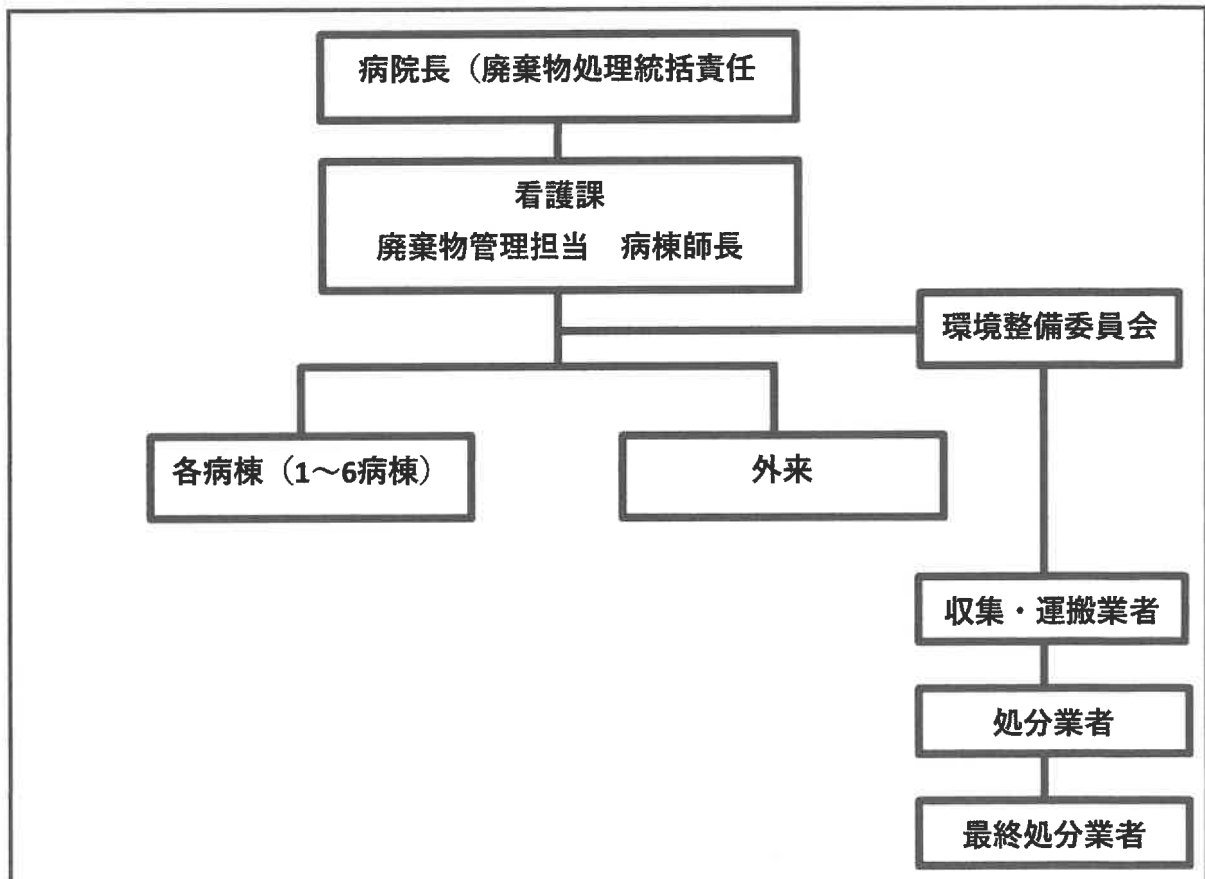 病院長（廃棄物処理統括責任
看護課
廃棄物管理担当　病棟師長
環境整備委員会
各病棟（1～6病棟）
外来
収集・運搬業者
処分業者
最終処分業者